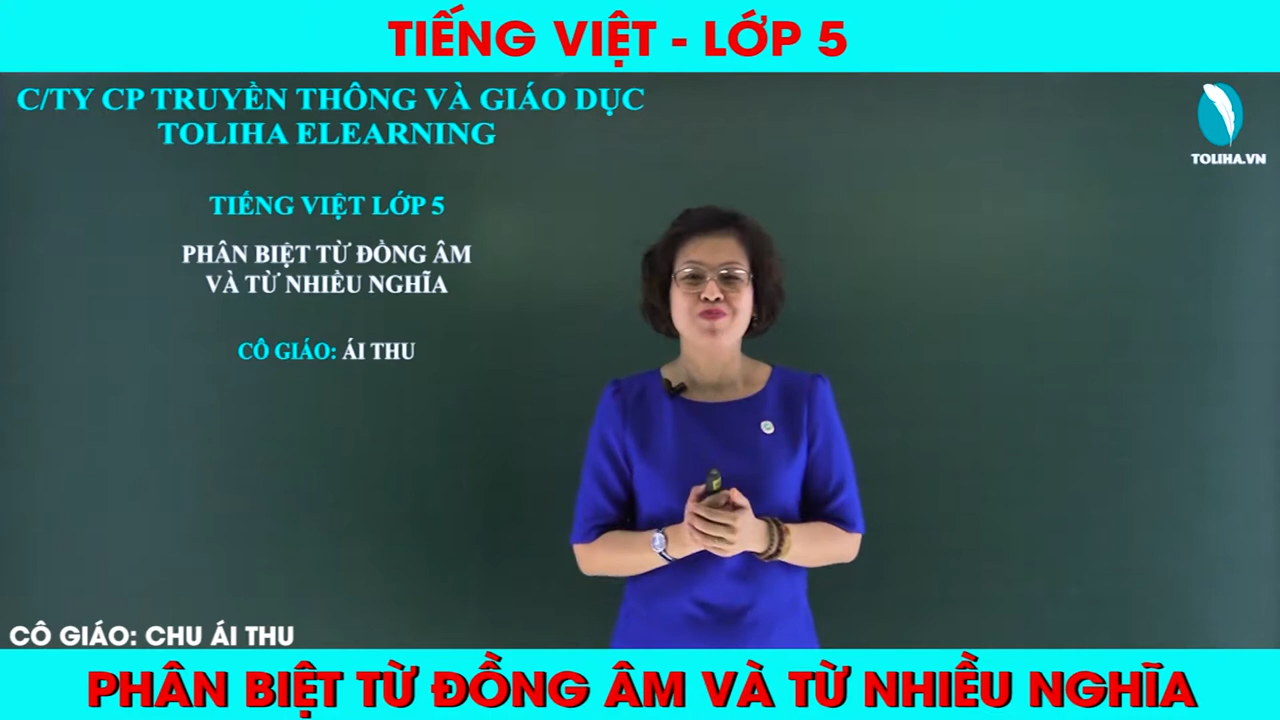 TIẾNG VIỆT - LỚP 5
C/TY CP TRUYỀN THÔNG VÀ GIÁO DỤC
TOLIHA ELEARNING
TOLIHA.VN
TIẾNG VIỆT LỚP 5
PHÂN BIỆT TỪ ĐỒNG ÂM
VÀ TỪ NHIỀU NGHĨA
CÔ GIÁO: ÁI THU
CÔ GIÁO: CHU ÁI THU
PHÂN BIỆT TỪ ĐỒNG ÂM VÀ TỪ NHIỀU NGHĨA